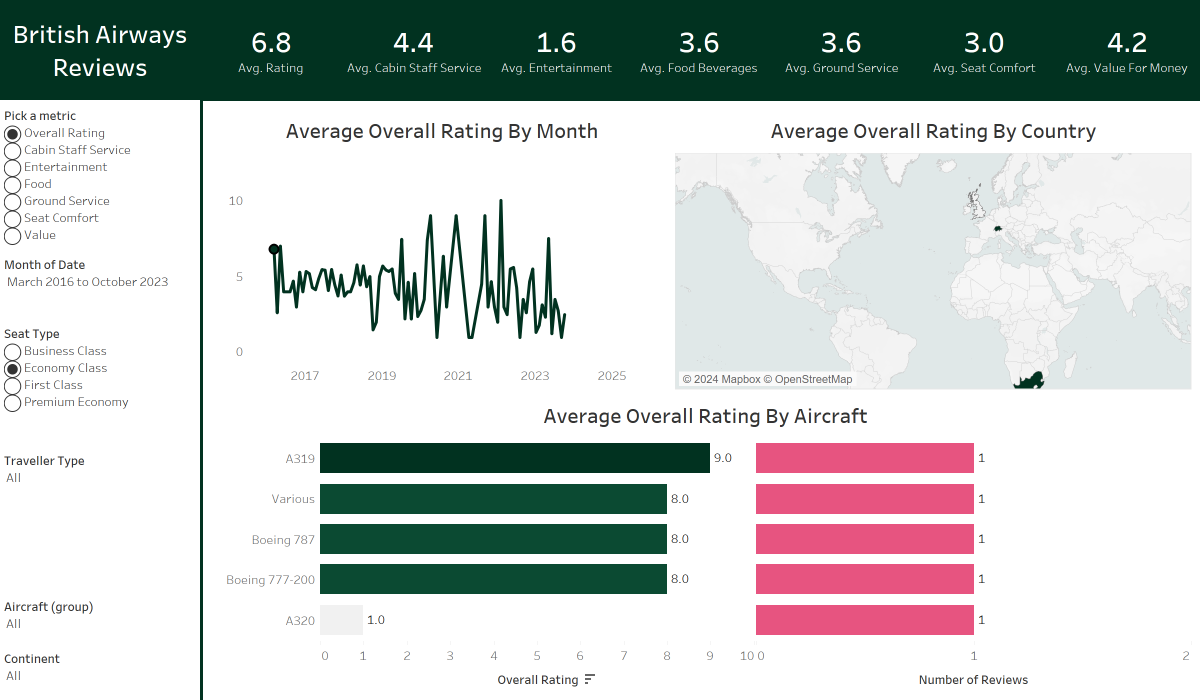 British Airways
Reviews
6.8
Avg. Rating
4.4
Avg. Cabin Staff Service
1.6
Avg. Entertainment
3.6
Avg. Food Beverages
3.6
Avg. Ground Service
3.0
Avg. Seat Comfort
4.2
Avg. Value For Money
Pick a metric
Overall Rating
Cabin Staff Service
Entertainment
Food
Ground Service
Seat Comfort
Value
Month of Date
March 2016 to October 2023
Seat Type
Business Class
Economy Class
First Class
Premium Economy
Traveller Type
All
Aircraft (group)
All
Continent
All
Average Overall Rating By Month
10
5
0
2017 2019 2021 2023 2025
Average Overall Rating By Country
© 2024 Mapbox © OpenStreetMap
Average Overall Rating By Aircraft
A319 9.0 1
Various 8.0 1
Boeing 787 8.0 1
Boeing 777-200 8.0 1
A320 1.0 1
0 1 2 3 4 5 6 7 8 9 10 0 1 2
Overall Rating Number of Reviews